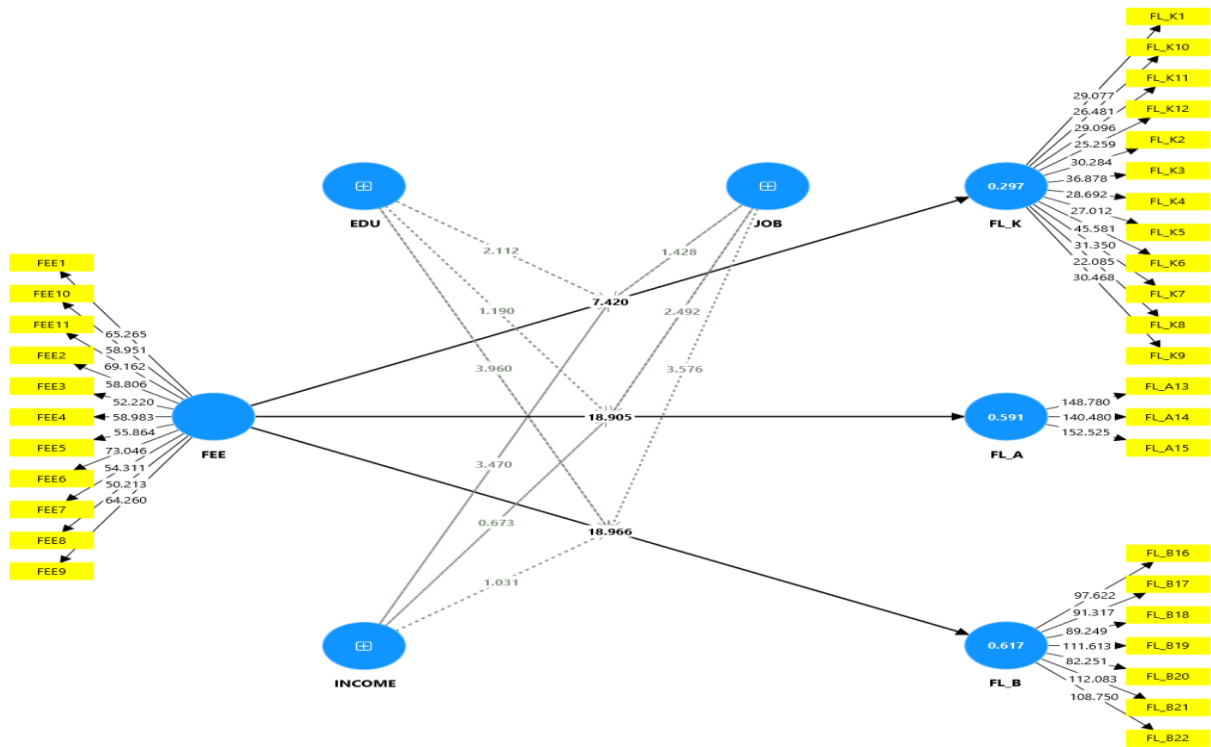 FL_K1
FL_K10
FL_K11
FL_K12
FL_K2
FL_K3
FL_K4
FL_K5
FL_K6
FL_K7
FL_K8
FL_K9
29.077
26.481
29.096
25.259
30.284
36.878
28.692
27.012
45.581
31.350
22.085
30.468
0.297
FL_K
EDU
JOB
2.112
1.428
7.420
1.190
2.492
3.960
3.576
FEE1
FEE10
FEE11
FEE2
FEE3
FEE4
FEE5
FEE6
FEE7
FEE8
FEE9
65.265
58.951
69.162
58.806
52.220
58.983
55.864
73.046
54.311
50.213
64.260
FEE
18.905
0.591
FL_A
148.780
140.480
152.525
FL_A13
FL_A14
FL_A15
3.470
0.673
18.966
1.031
INCOME
0.617
FL_B
97.622
91.317
89.249
111.613
82.251
112.083
108.750
FL_B16
FL_B17
FL_B18
FL_B19
FL_B20
FL_B21
FL_B22